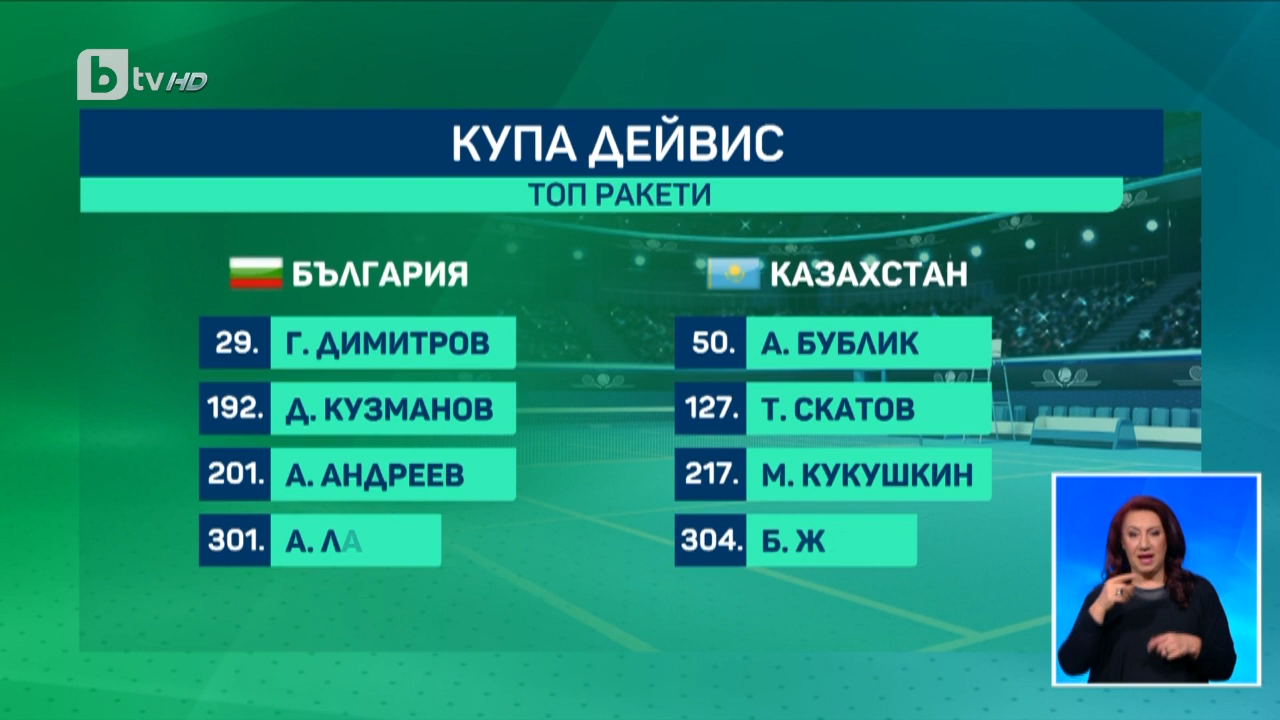 btv HD
КУПА ДЕЙВИС
ТОП РАКЕТИ
БЪЛГАРИЯ
29. Г. ДИМИТРОВ
192. Д. КУЗМАНОВ
201. А. АНДРЕЕВ
301. А. ЛА
КАЗАХСТАН
50. А. БУБЛИК
127. Т. СКАТОВ
217. М. КУКУШКИН
304. Б. Ж